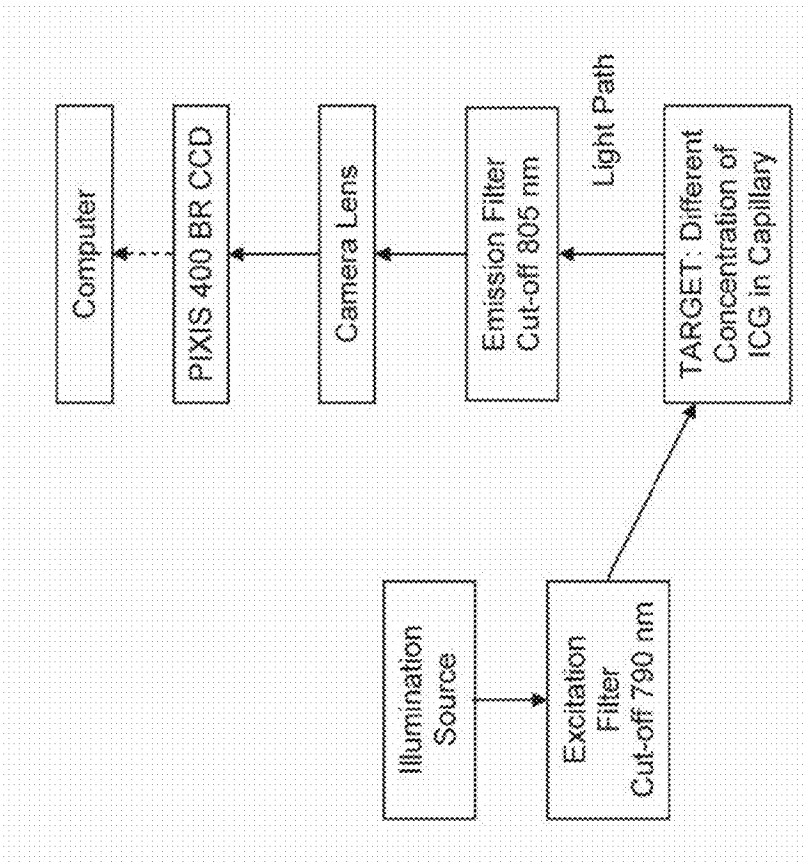 Computer
PIXIS 400 BR CCD
Camera Lens
Emission Filter
Cut-off 805 nm
Light Path
TARGET: Different
Concentration of
ICG in Capillary
Illumination
Source
Excitation
Filter
Cut-off 790 nm